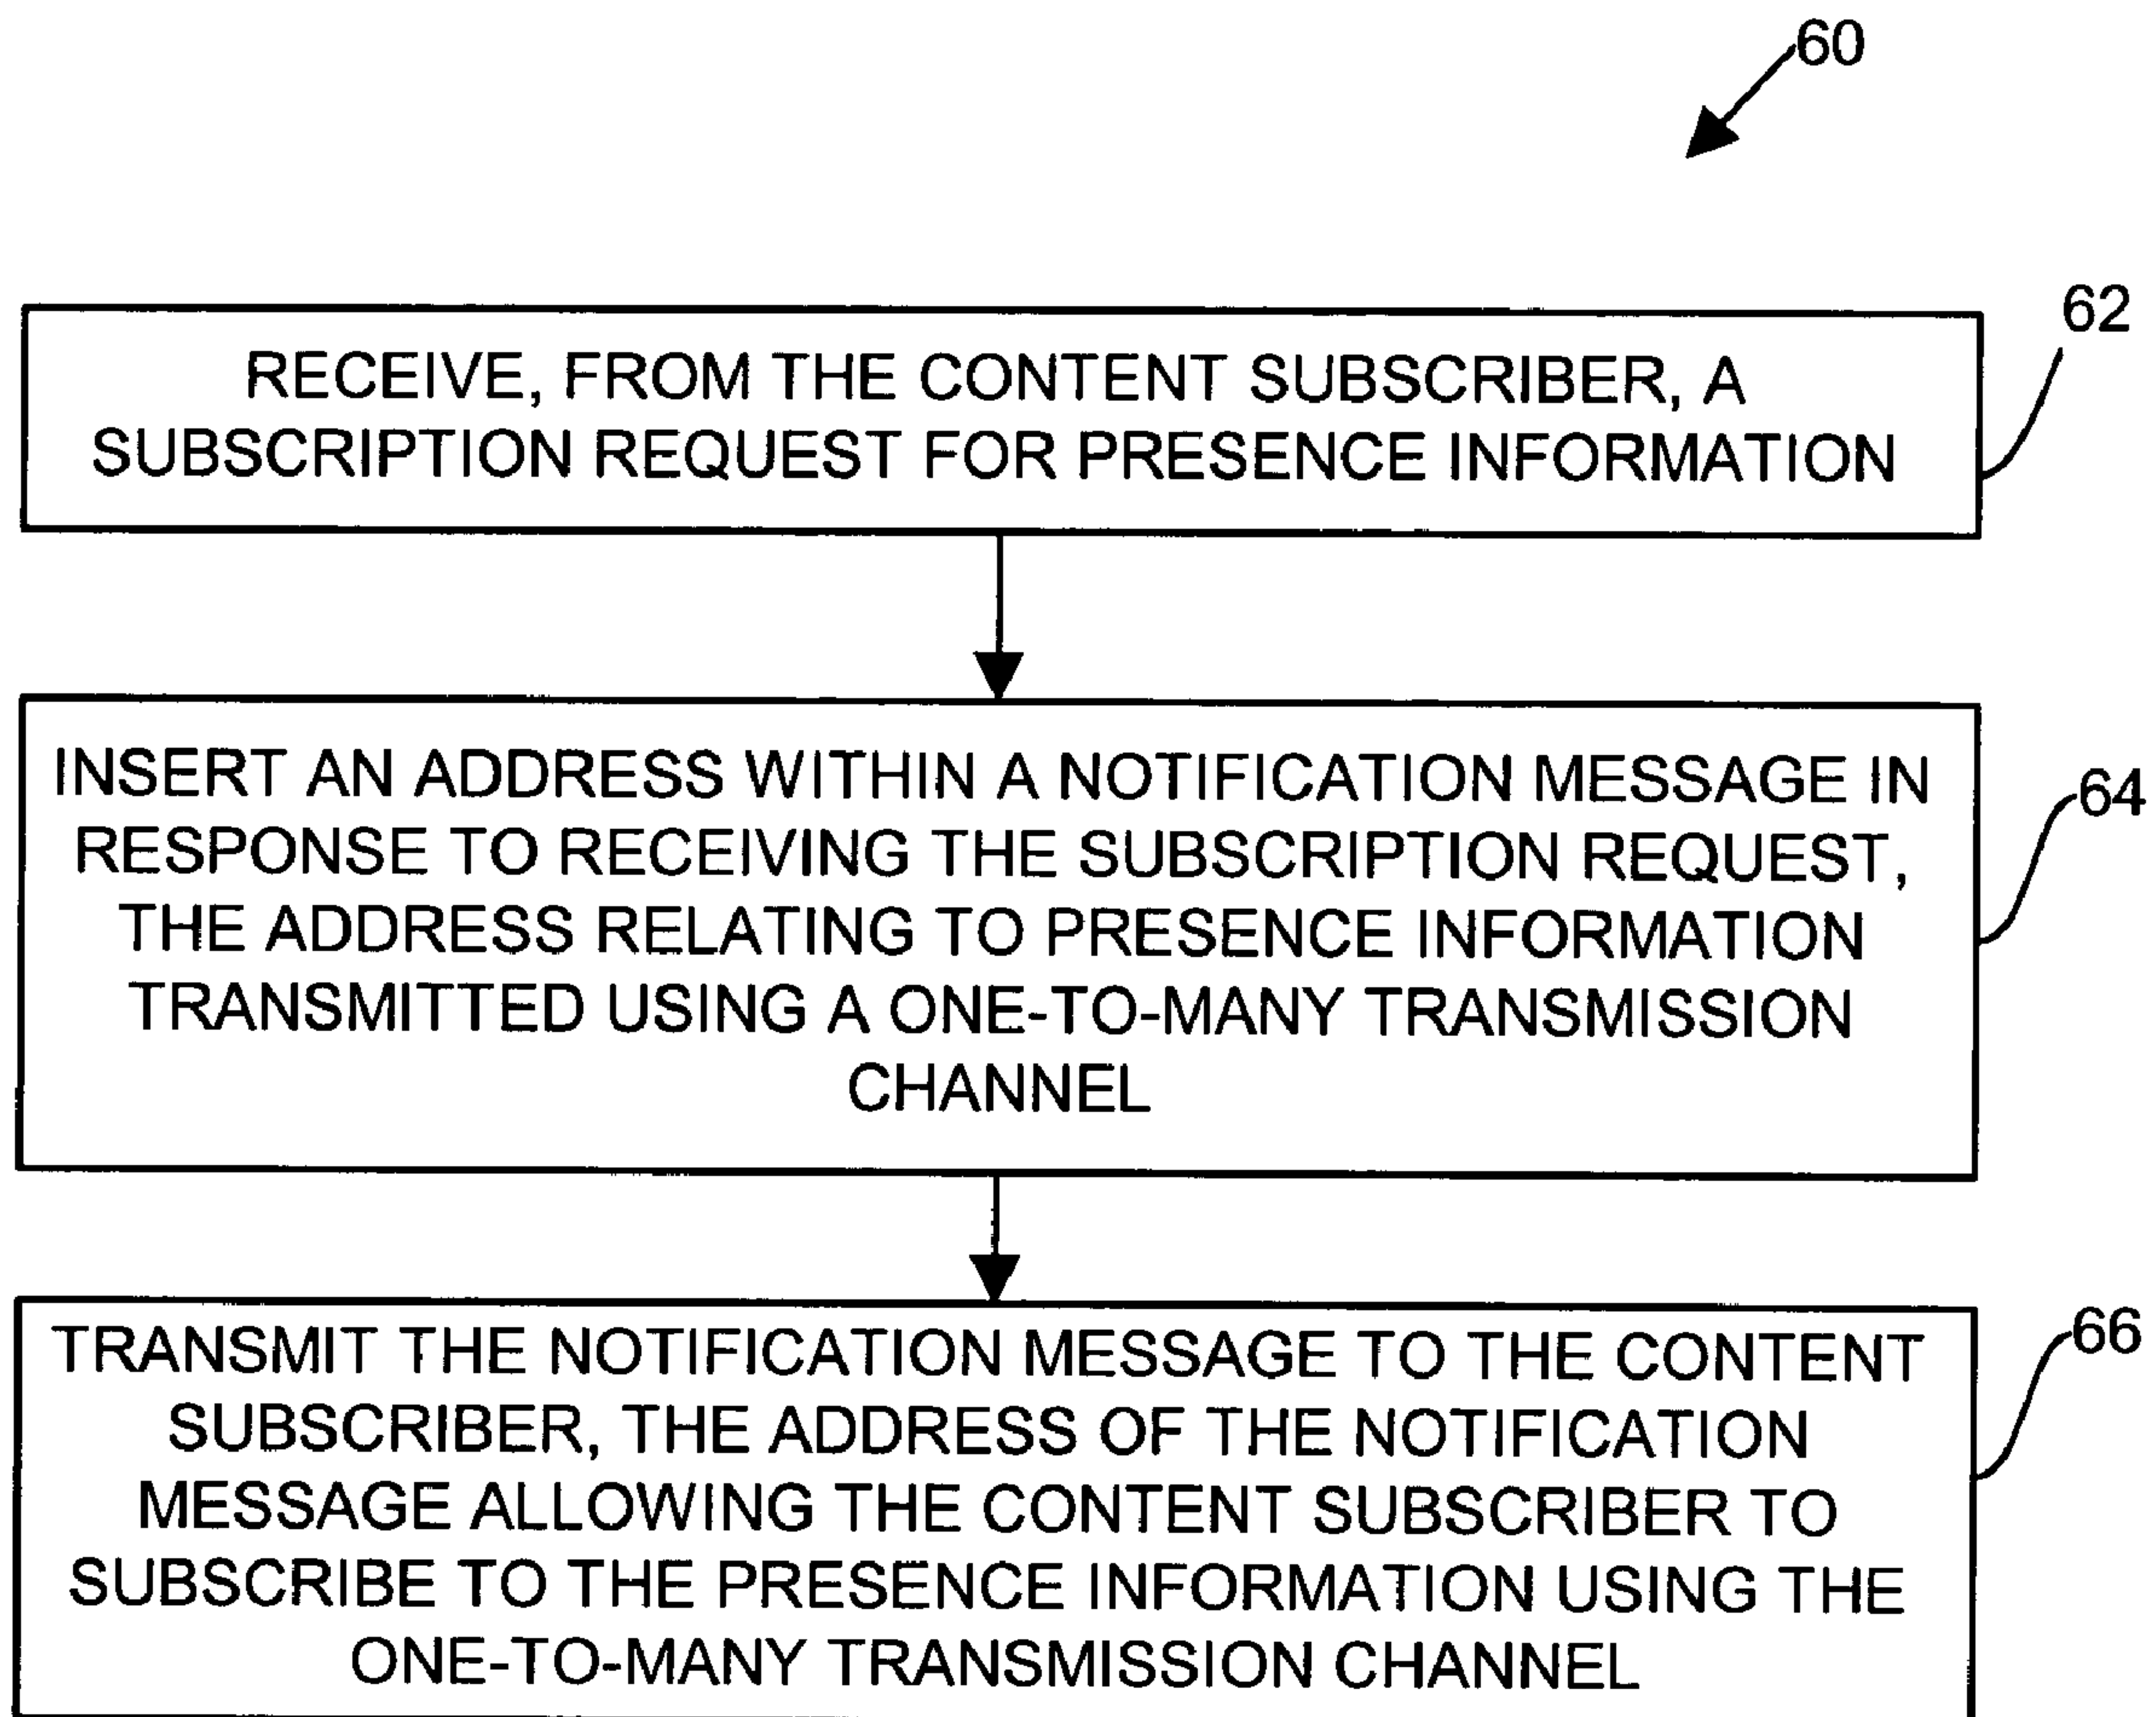 60
62
RECEIVE, FROM THE CONTENT SUBSCRIBER, A
SUBSCRIPTION REQUEST FOR PRESENCE INFORMATION
64
INSERT AN ADDRESS WITHIN A NOTIFICATION MESSAGE IN
RESPONSE TO RECEIVING THE SUBSCRIPTION REQUEST,
THE ADDRESS RELATING TO PRESENCE INFORMATION
TRANSMITTED USING A ONE-TO-MANY TRANSMISSION
CHANNEL
66
TRANSMIT THE NOTIFICATION MESSAGE TO THE CONTENT
SUBSCRIBER, THE ADDRESS OF THE NOTIFICATION
MESSAGE ALLOWING THE CONTENT SUBSCRIBER TO
SUBSCRIBE TO THE PRESENCE INFORMATION USING THE
ONE-TO-MANY TRANSMISSION CHANNEL